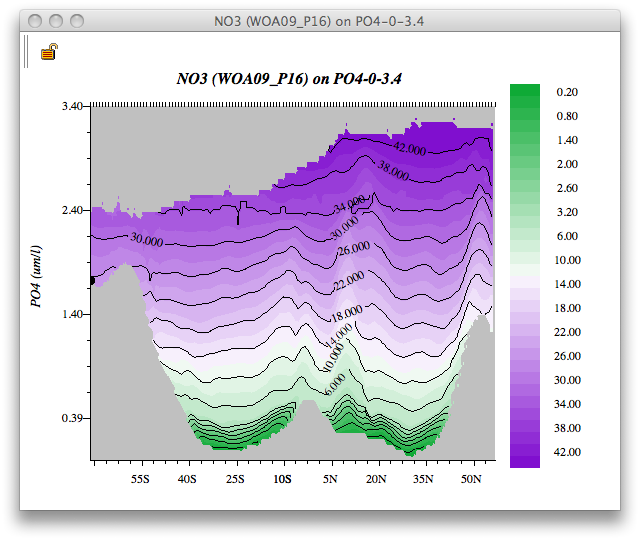 NO3 (WOA09_P16) on PO4-0-3.4
NO3 (WOA09_P16) on PO4-0-3.4
3.40
2.40
1.40
0.39
PO4 (um/l)
55S
40S
25S
10S
5N
20N
35N
50N
42.000
38.000
34.000
30.000
30.000
26.000
22.000
18.000
14.000
10.000
6.000
0.20
0.80
1.40
2.00
2.60
3.20
6.00
10.00
14.00
18.00
22.00
26.00
30.00
34.00
38.00
42.00